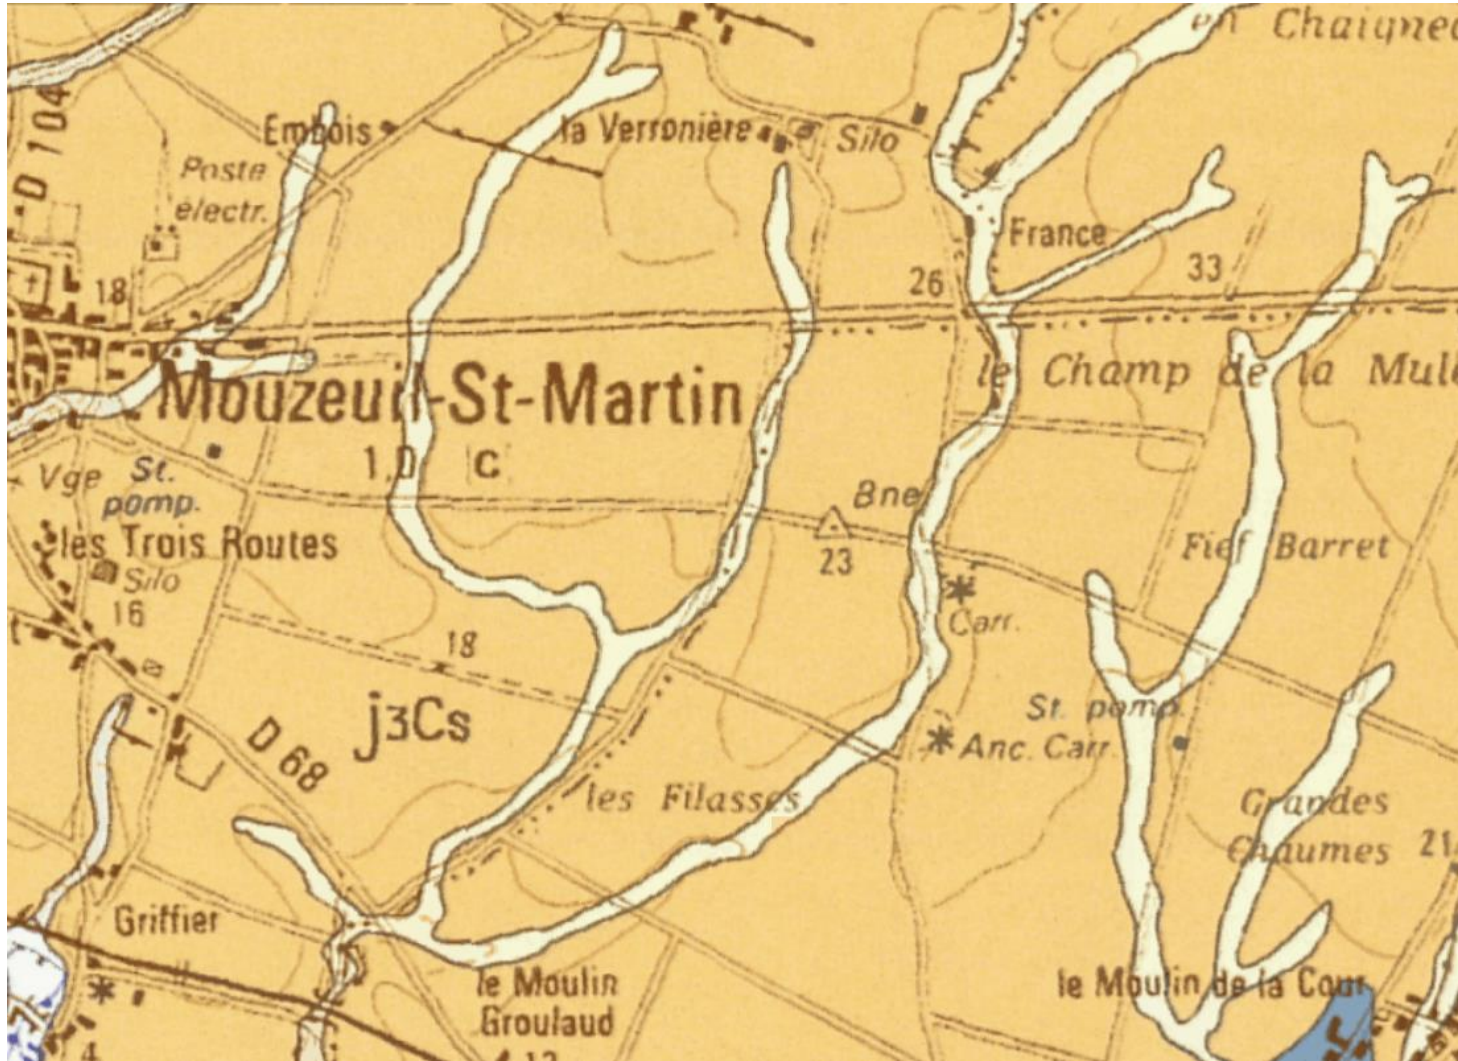 en Chaigne
D 104
Embois
la Verronière
Silo
Poste
électr.
France
18
26
33
le Champ de la Mul
Mouzeuil-St-Martin
1,0
C
Vge
St.
pomp.
Bne
les Trois Routes
23
Fief Barret
Silo
16
Carr.
18
St. pomp.
j3Cs
D 68
Anc. Carr.
les Filasses
Grandes
Chaumes
21
Griffier
le Moulin
Groulaud
le Moulin de la Cour
4
12
5